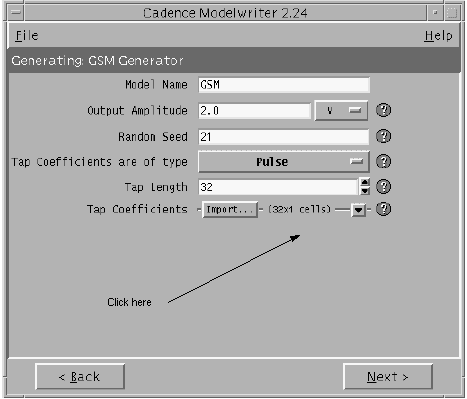 Cadence Modelwriter 2.24
File Help
Generating: GSM Generator
Model Name GSM
Output Amplitude 2.0 V ?
Random Seed 21 ?
Tap Coefficients are of type Pulse ?
Tap Length 32 ?
Tap Coefficients Import... (32x4 cells) ?
Click here
< Back Next >